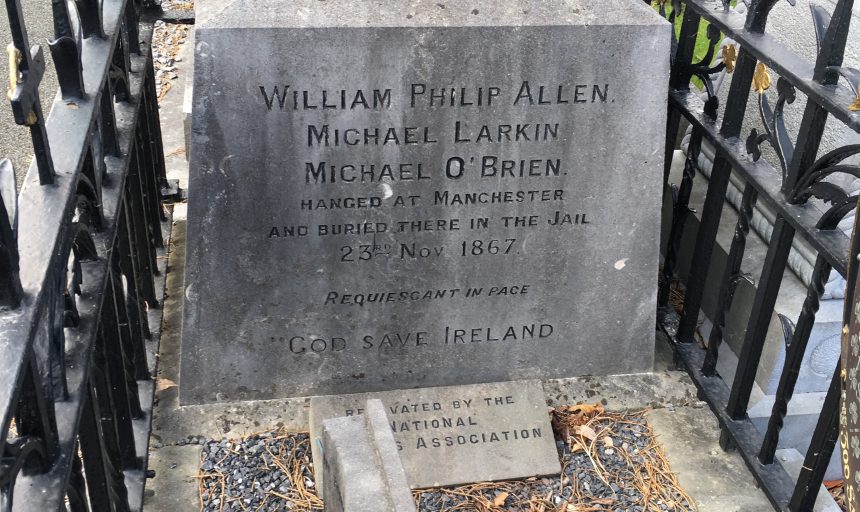 WILLIAM PHILIP ALLEN.
MICHAEL LARKIN
MICHAEL O'BRIEN.
HANGED AT MANCHESTER
AND BURIED THERE IN THE JAIL
23RD NOV 1867.
REQUIESCANT IN PACE
"GOD SAVE IRELAND
BY THE
NATIONAL
ASSOCIATION